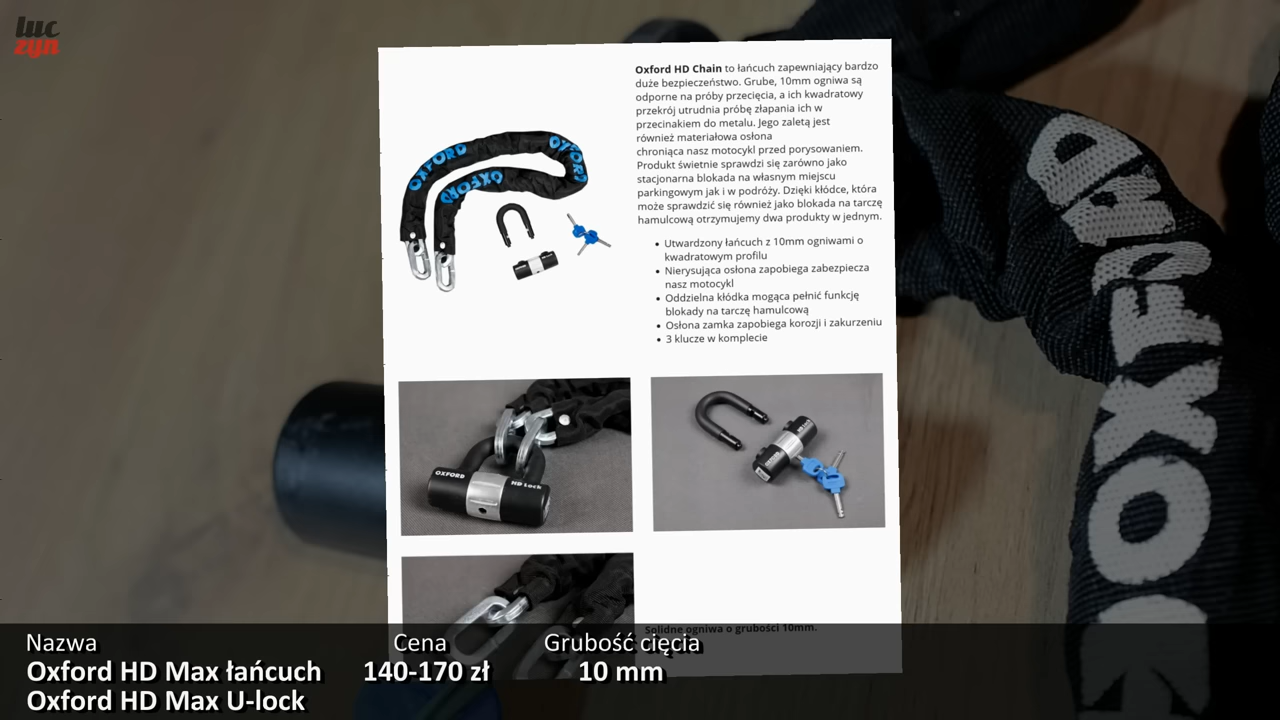 luc
zyn
Oxford HD Chain to łańcuch zapewniający bardzo
duże bezpieczeństwo. Grube, 10mm ogniwa są
odporne na próby przecięcia, a ich kwadratowy
przekrój utrudnia próbę złapania ich w
przecinakiem do metalu. Jego zaletą jest
również materiałowa osłona
chroniąca nasz motocykl przed porysowaniem.
Produkt świetnie sprawdzi się zarówno jako
stacjonarna blokada na własnym miejscu
parkingowym jak i w podróży. Dzięki kłódce, która
może sprawdzić się również jako blokada na tarczę
hamulcową otrzymujemy dwa produkty w jednym.
• Utwardzony łańcuch z 10mm ogniwami o
kwadratowym profilu
• Nierysująca osłona zapobiega zabezpiecza
nasz motocykl
• Oddzielna kłódka mogąca pełnić funkcję
blokady na tarczę hamulcową
• Osłona zamka zapobiega korozji i zakurzeniu
• 3 klucze w komplecie
OXFORD
OXFORD
OXFORD
OXFORD
HD Lock
OXFORD
Solidne ogniwa o grubości 10mm.
Nazwa Cena Grubość cięcia
Oxford HD Max łańcuch 140-170 zł 10 mm
Oxford HD Max U-lock